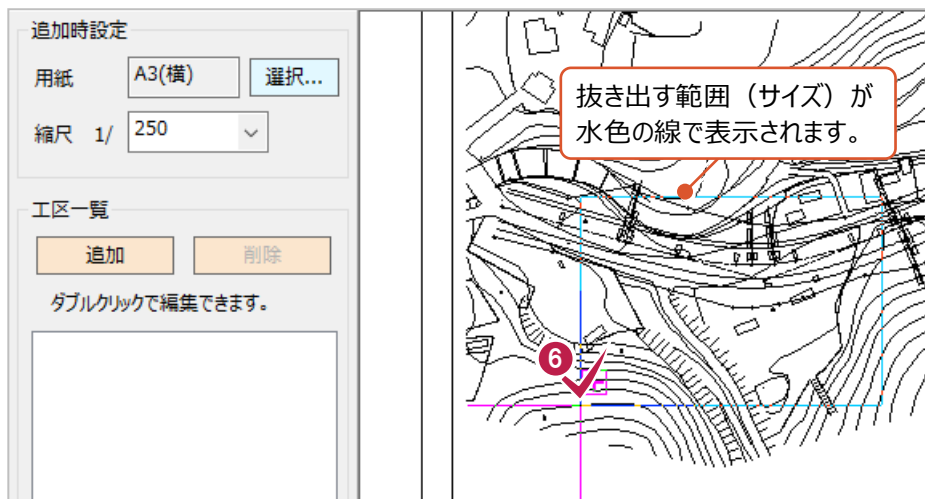 追加時設定
用紙 A3(横) 選択...
縮尺 1/ 250
工区一覧
追加 削除
ダブルクリックで編集できます。
抜き出す範囲（サイズ）が
水色の線で表示されます。
6